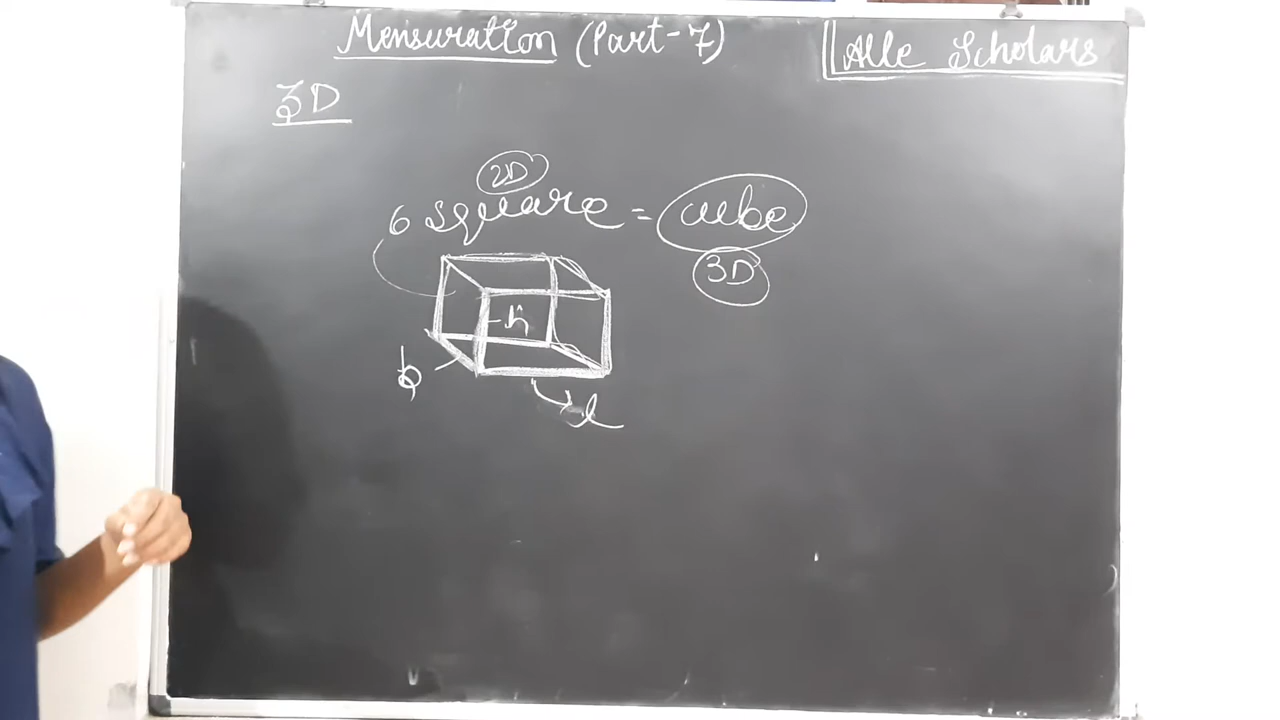 Mensuration (Part-7)
Alle Scholars
3D
2D
6 square = cube
3D
h
b
l